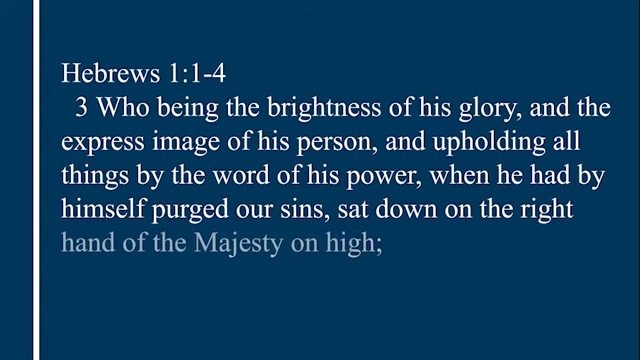 Hebrews 1:1-4
3 Who being the brightness of his glory, and the
express image of his person, and upholding all
things by the word of his power, when he had by
himself purged our sins, sat down on the right
hand of the Majesty on high;